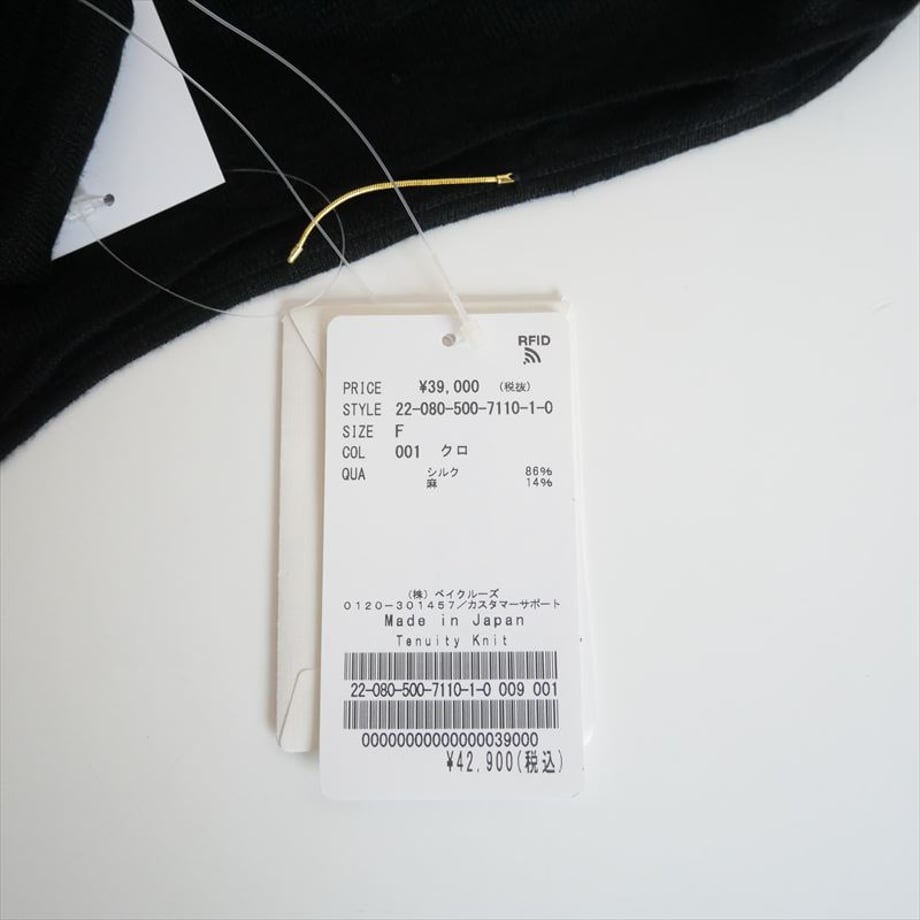 RFID
PRICE ¥39,000 (税抜)
STYLE 22-080-500-7110-1-0
SIZE F
COL 001 クロ
QUA シルク 86%
麻 14%
(株) ベイクルーズ
0120-301457/カスタマーサポート
Made in Japan
Tenuity Knit
22-080-500-7110-1-0 009 001
00000000000000039000
¥42,900(税込)